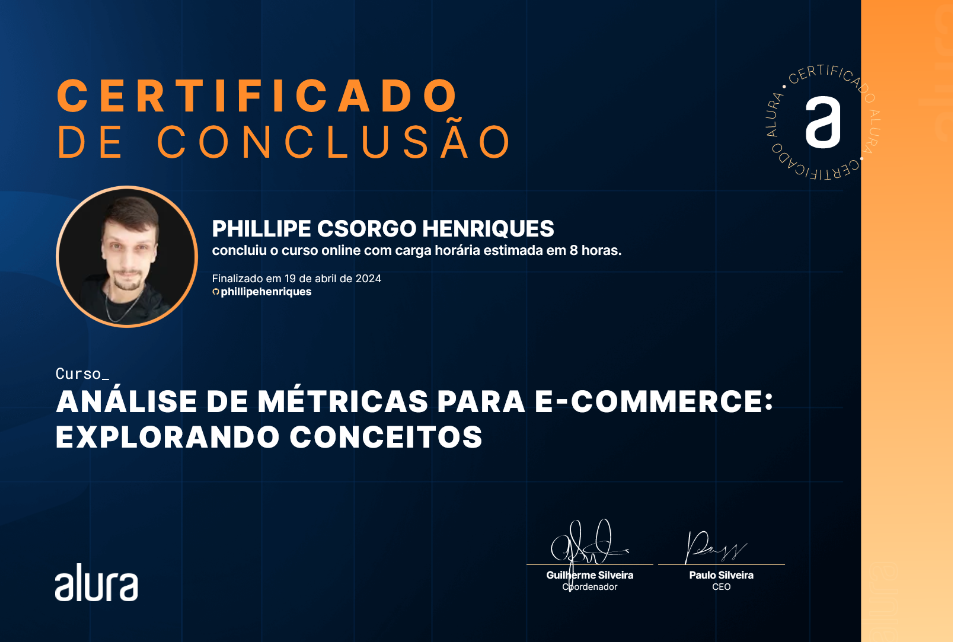 CERTIFICADO
DE CONCLUSÃO
CERTIFICADO ALURA • CERTIFICADO ALURA •
a
PHILLIPE CSORGO HENRIQUES
concluiu o curso online com carga horária estimada em 8 horas.
Finalizado em 19 de abril de 2024
phillipehenriques
Curso_
ANÁLISE DE MÉTRICAS PARA E-COMMERCE:
EXPLORANDO CONCEITOS
alura
Guilherme Silveira
Coordenador
Paulo Silveira
CEO